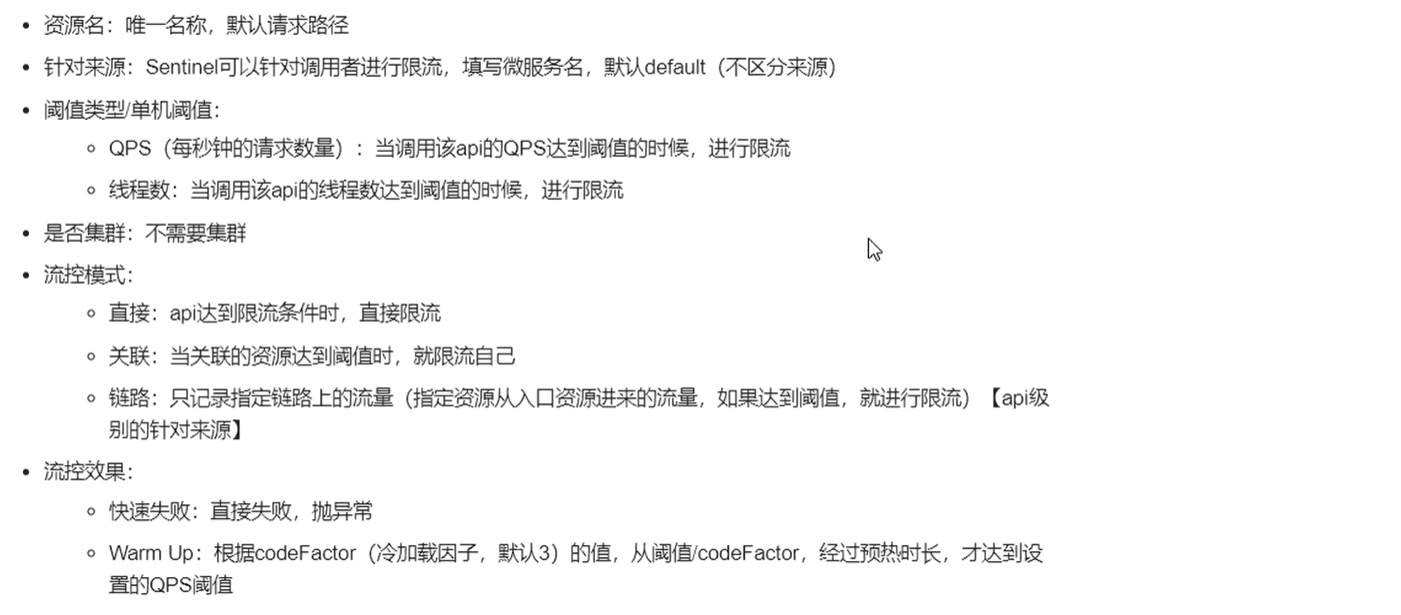 • 资源名：唯一名称，默认请求路径
• 针对来源：Sentinel可以针对调用者进行限流，填写微服务名，默认default（不区分来源）
• 阈值类型/单机阈值：
◦ QPS（每秒钟的请求数量）：当调用该api的QPS达到阈值的时候，进行限流
◦ 线程数：当调用该api的线程数达到阈值的时候，进行限流
• 是否集群：不需要集群
• 流控模式：
◦ 直接：api达到限流条件时，直接限流
◦ 关联：当关联的资源达到阈值时，就限流自己
◦ 链路：只记录指定链路上的流量（指定资源从入口资源进来的流量，如果达到阈值，就进行限流）【api级
别的针对来源】
• 流控效果：
◦ 快速失败：直接失败，抛异常
◦ Warm Up：根据codeFactor（冷加载因子，默认3）的值，从阈值/codeFactor，经过预热时长，才达到设
置的QPS阈值